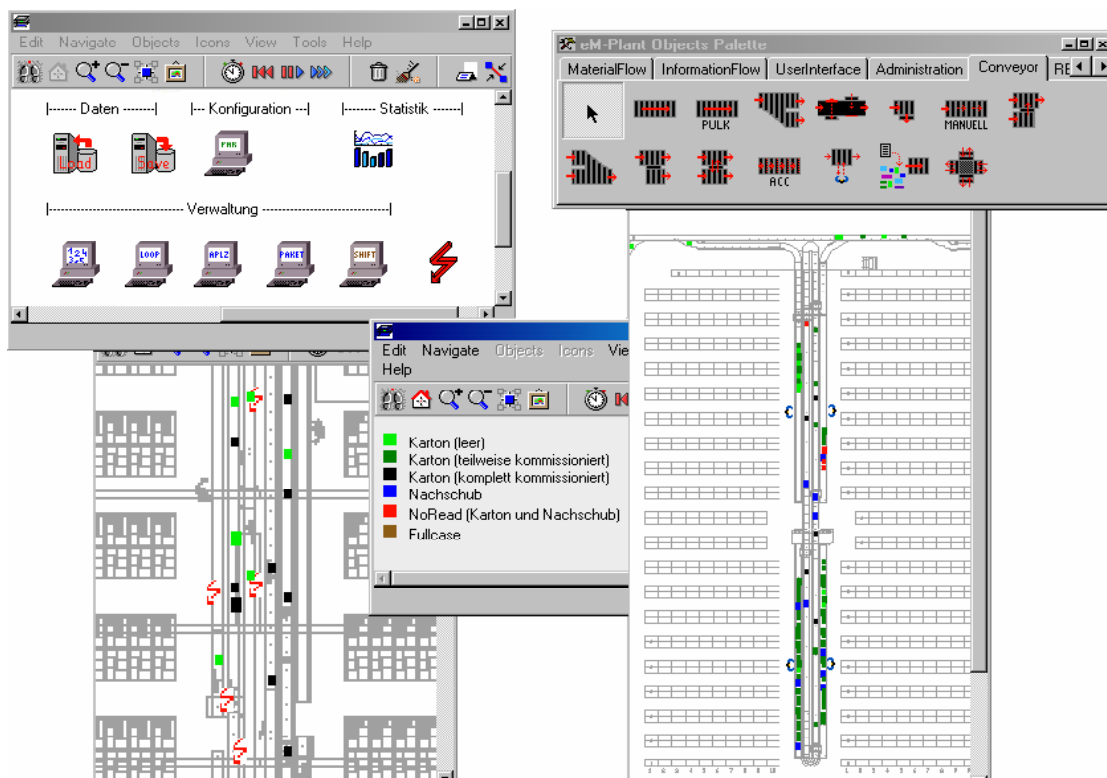 Edit Navigate Objects Icons View Tools Help
|------- Daten -------|
|--- Konfiguration ---|
|------- Statistik -------|
Load
Save
PAR
|----------------------------- Verwaltung -----------------------------|
LOOP
APLZ
PAKET
SHIFT
eM-Plant Objects Palette
MaterialFlow
InformationFlow
UserInterface
Administration
Conveyor
PULK
MANUELL
ACC
Edit Navigate Objects Icons
Help
Karton (leer)
Karton (teilweise kommissioniert)
Karton (komplett kommissioniert)
Nachschub
NoRead (Karton und Nachschub)
Fullcase